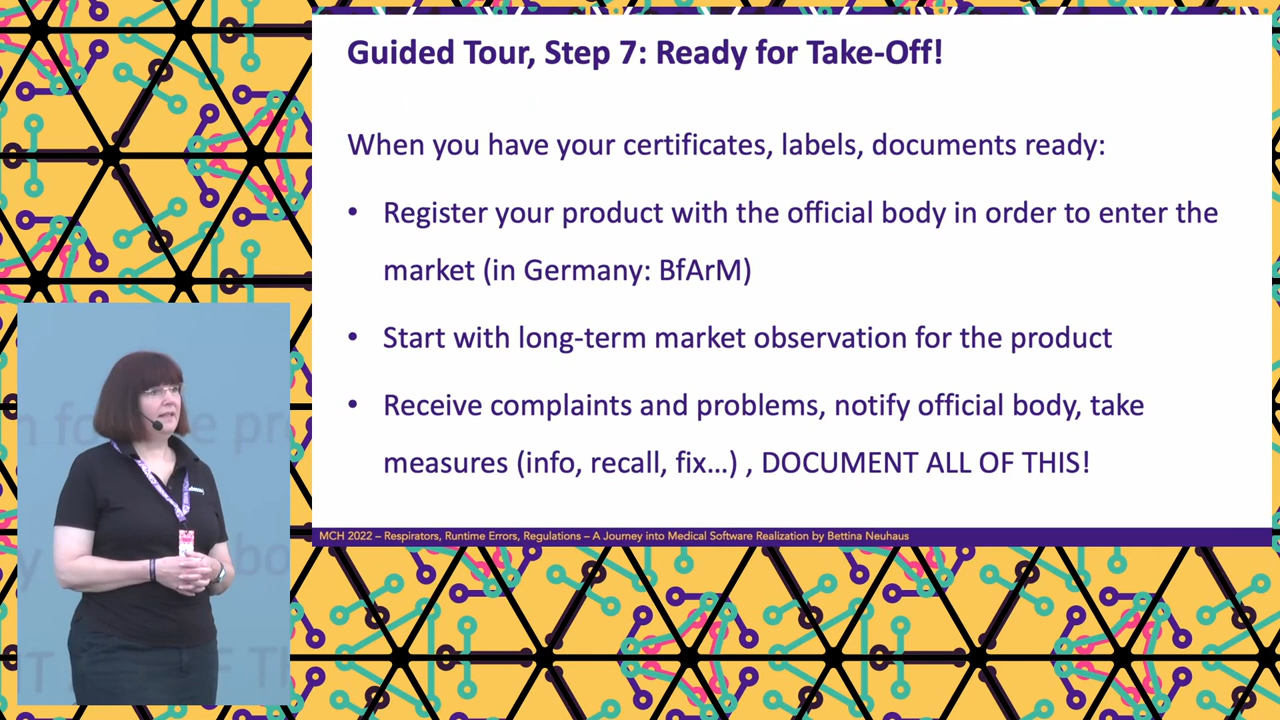 Guided Tour, Step 7: Ready for Take-Off!
When you have your certificates, labels, documents ready:
• Register your product with the official body in order to enter the
market (in Germany: BfArM)
• Start with long-term market observation for the product
• Receive complaints and problems, notify official body, take
measures (info, recall, fix...) , DOCUMENT ALL OF THIS!
MCH 2022 – Respirators, Runtime Errors, Regulations – A Journey into Medical Software Realization by Bettina Neuhaus